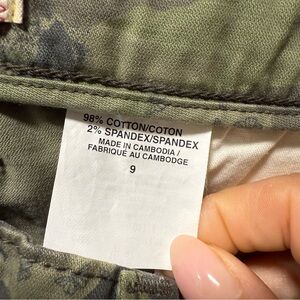 98% COTTON/COTON
2% SPANDEX/SPANDEX
MADE IN CAMBODIA /
FABRIQUÉ AU CAMBODGE
9